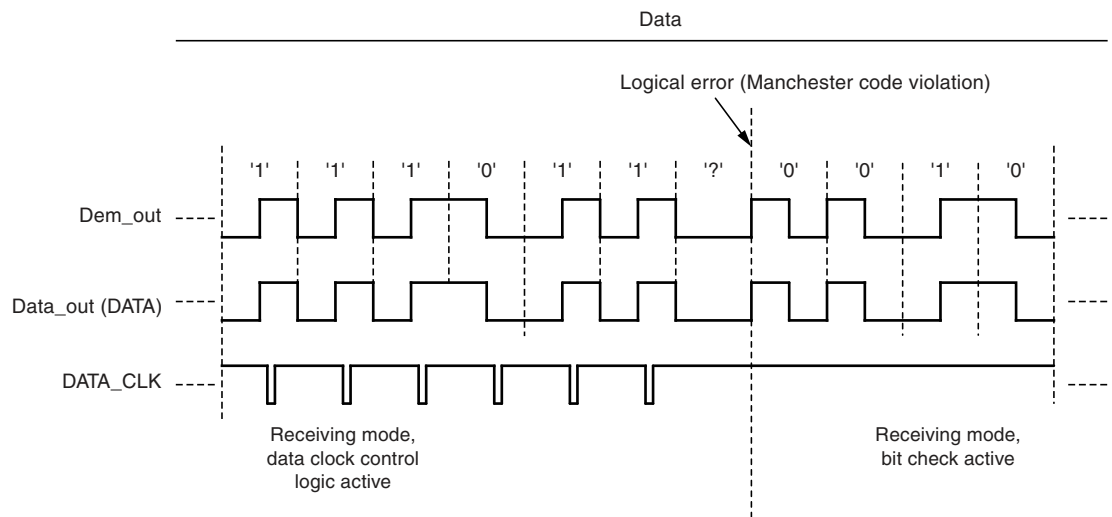 Data
Logical error (Manchester code violation)
'1' '1' '1' '0' '1' '1' '?' '0' '0' '1' '0'
Dem_out
Data_out (DATA)
DATA_CLK
Receiving mode,
data clock control
logic active
Receiving mode,
bit check active